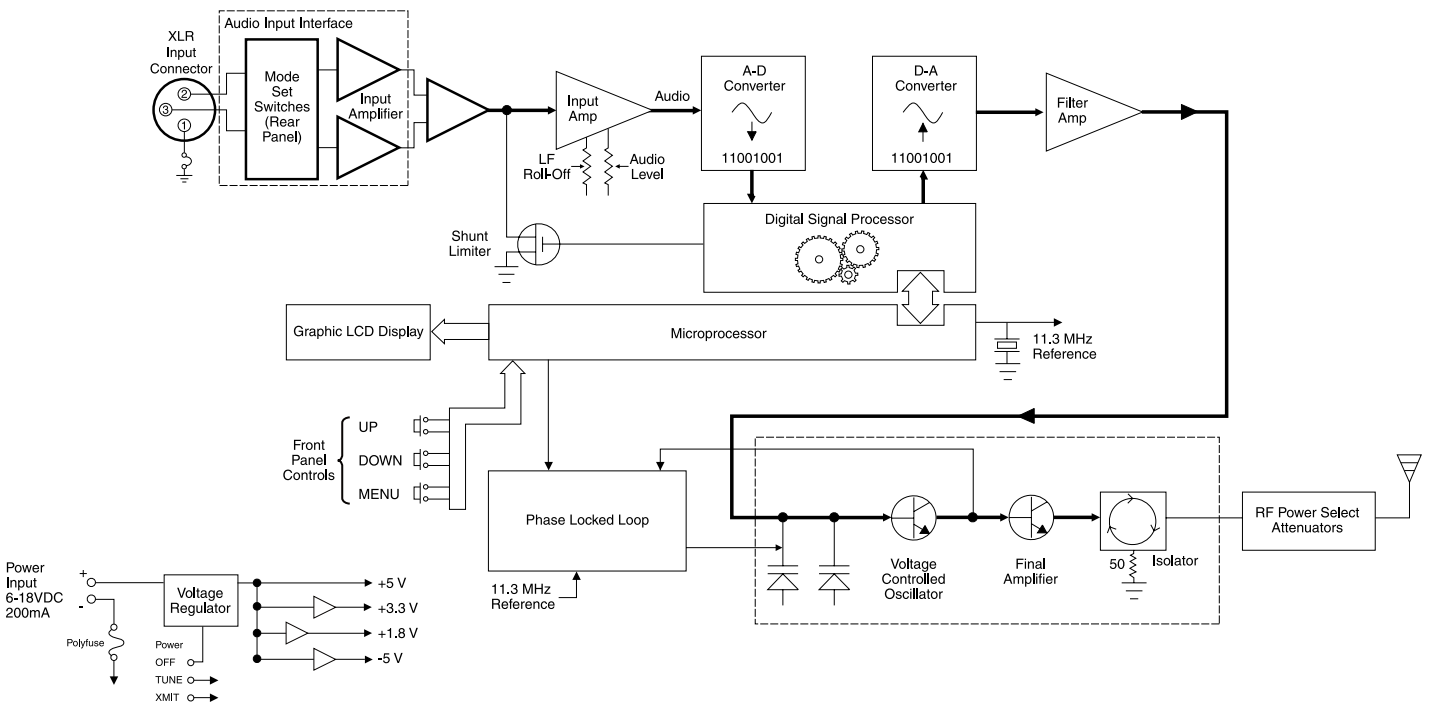 Audio Input Interface
XLR
Input
Connector
2
3
1
Mode
Set
Switches
(Rear
Panel)
Input
Amplifier
Input
Amp
LF
Roll-Off
Audio
Level
Audio
A-D
Converter
11001001
D-A
Converter
11001001
Filter
Amp
Digital Signal Processor
Shunt
Limiter
Graphic LCD Display
Microprocessor
11.3 MHz
Reference
Front
Panel
Controls
UP
DOWN
MENU
Phase Locked Loop
11.3 MHz
Reference
Voltage
Controlled
Oscillator
Final
Amplifier
50
Isolator
RF Power Select
Attenuators
Power
Input
6-18VDC
200mA
+
-
Polyfuse
Voltage
Regulator
Power
OFF
TUNE
XMIT
+5 V
+3.3 V
+1.8 V
-5 V